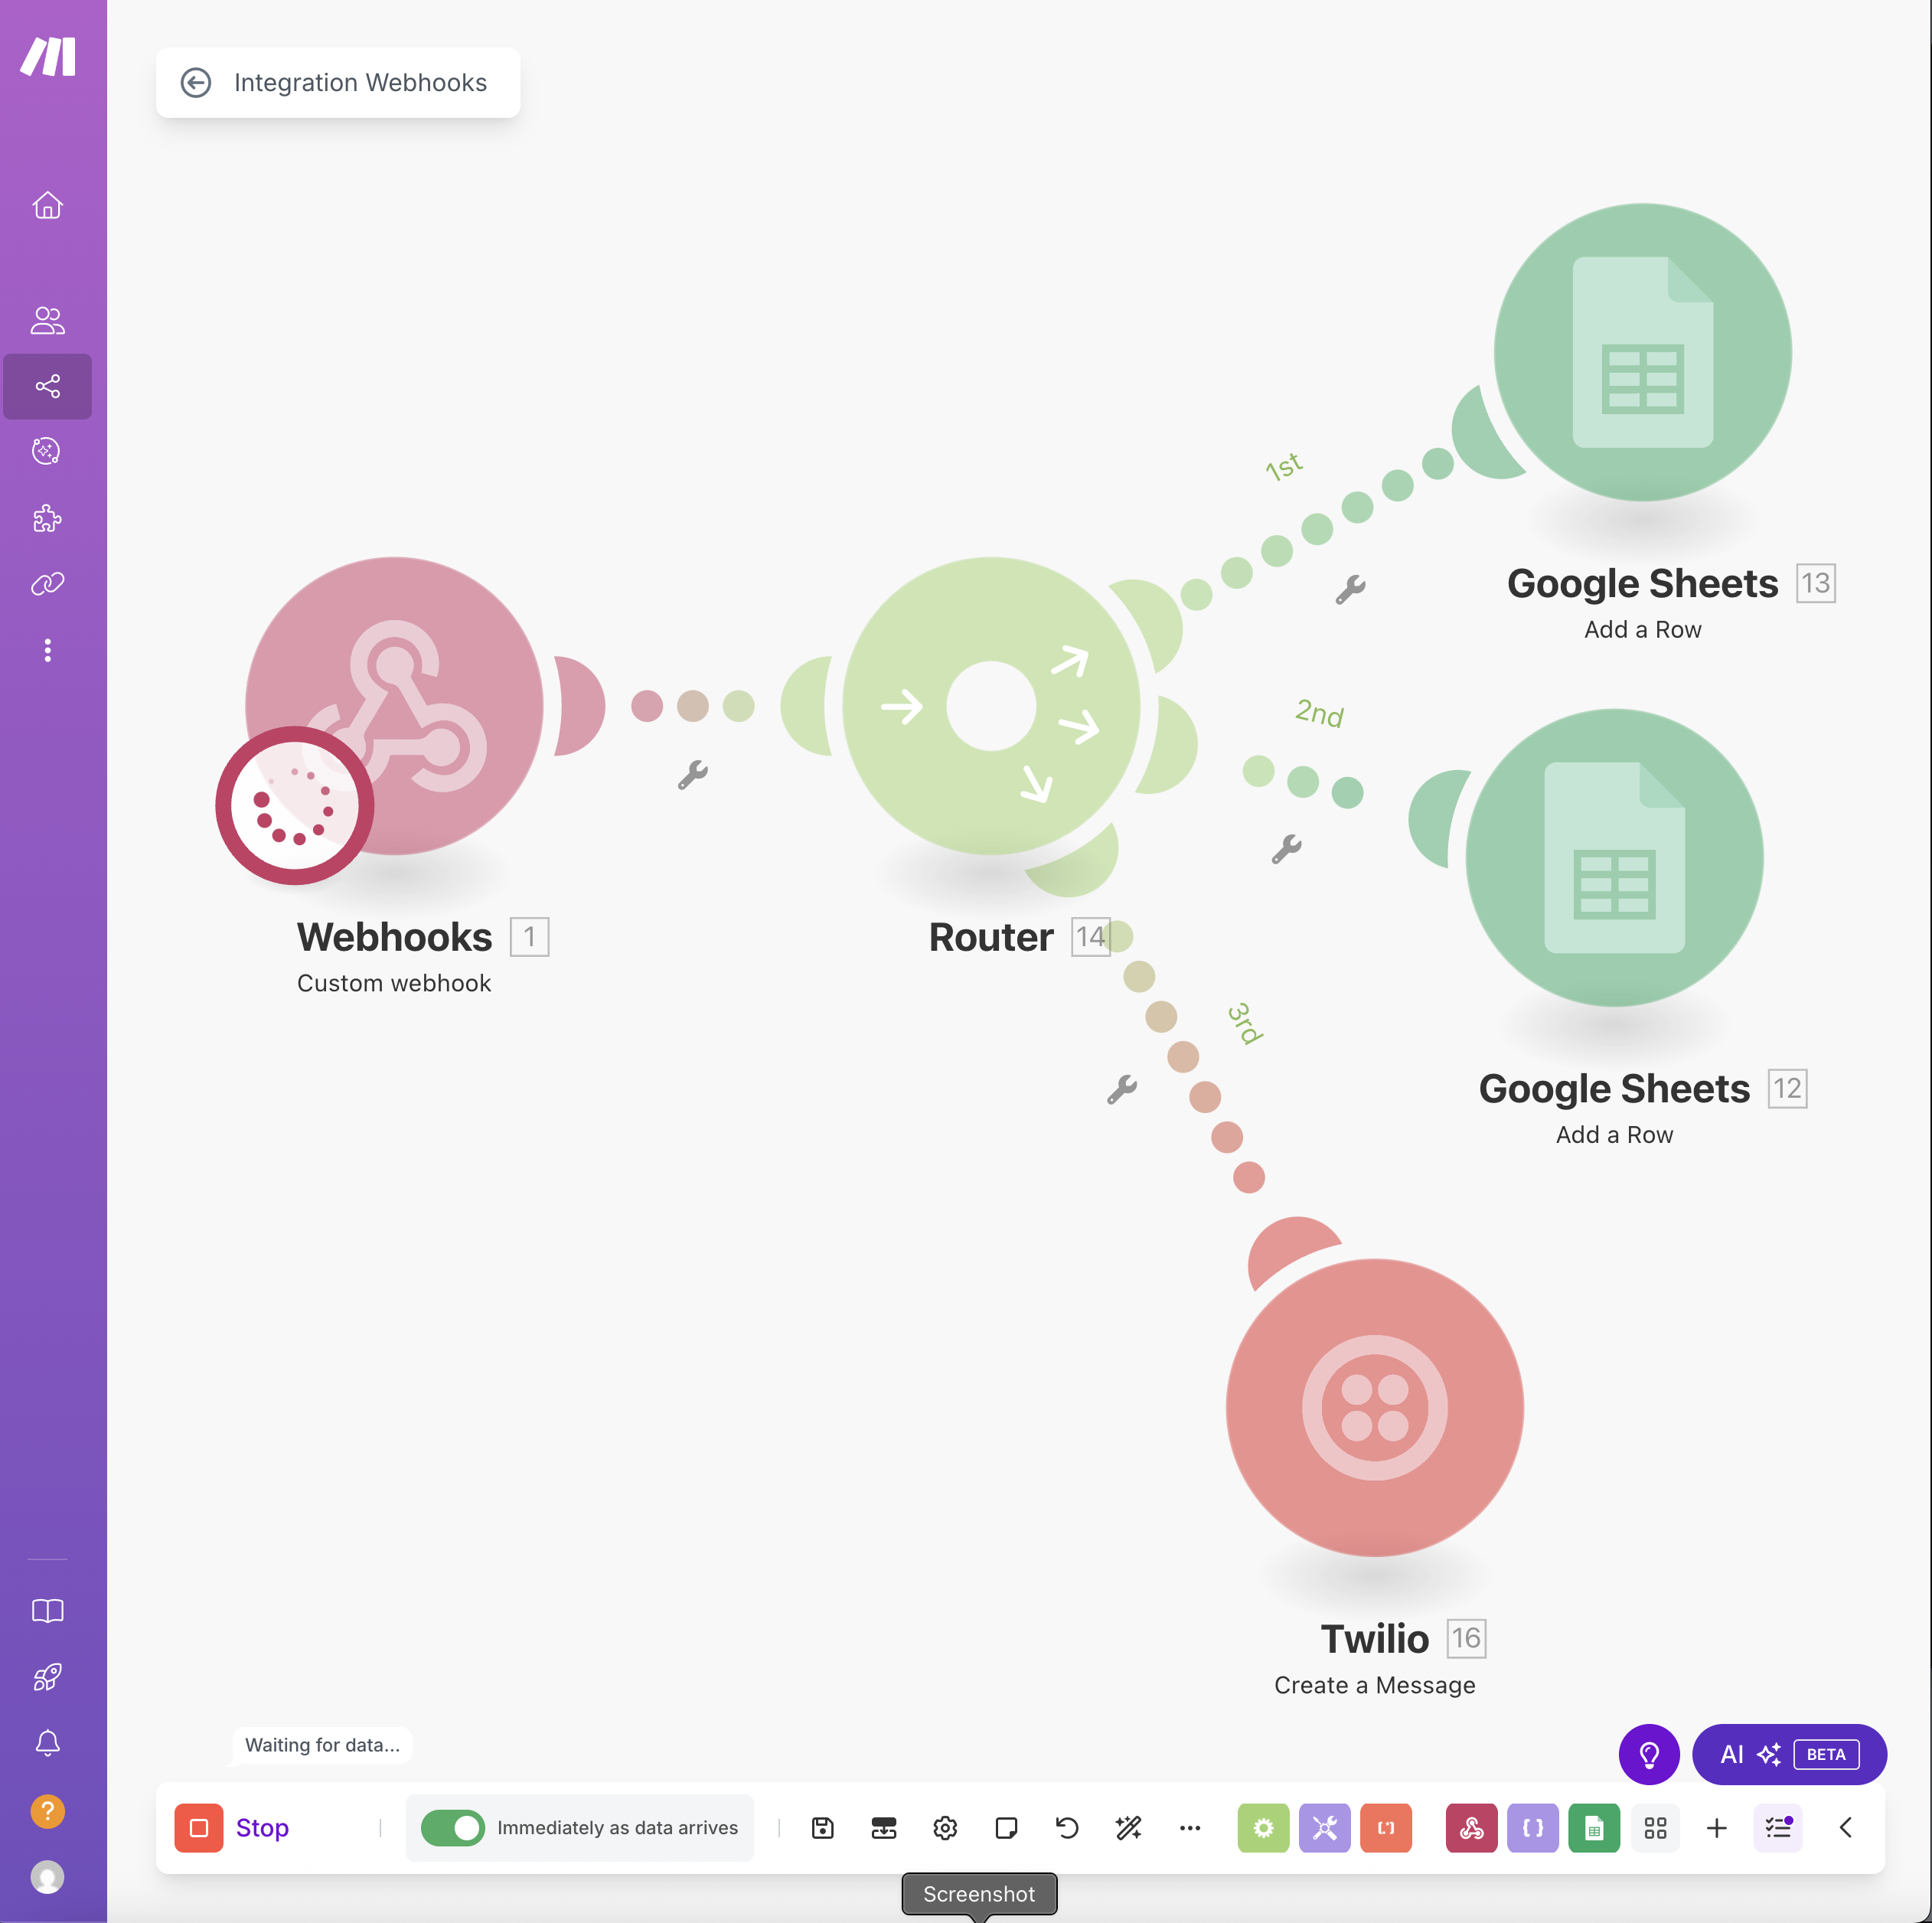 Integration Webhooks
1st
Google Sheets 13
Add a Row
2nd
Webhooks 1
Custom webhook
Router 14
3rd
Google Sheets 12
Add a Row
Twilio 16
Create a Message
Waiting for data...
AI BETA
?
Stop
Immediately as data arrives
Screenshot